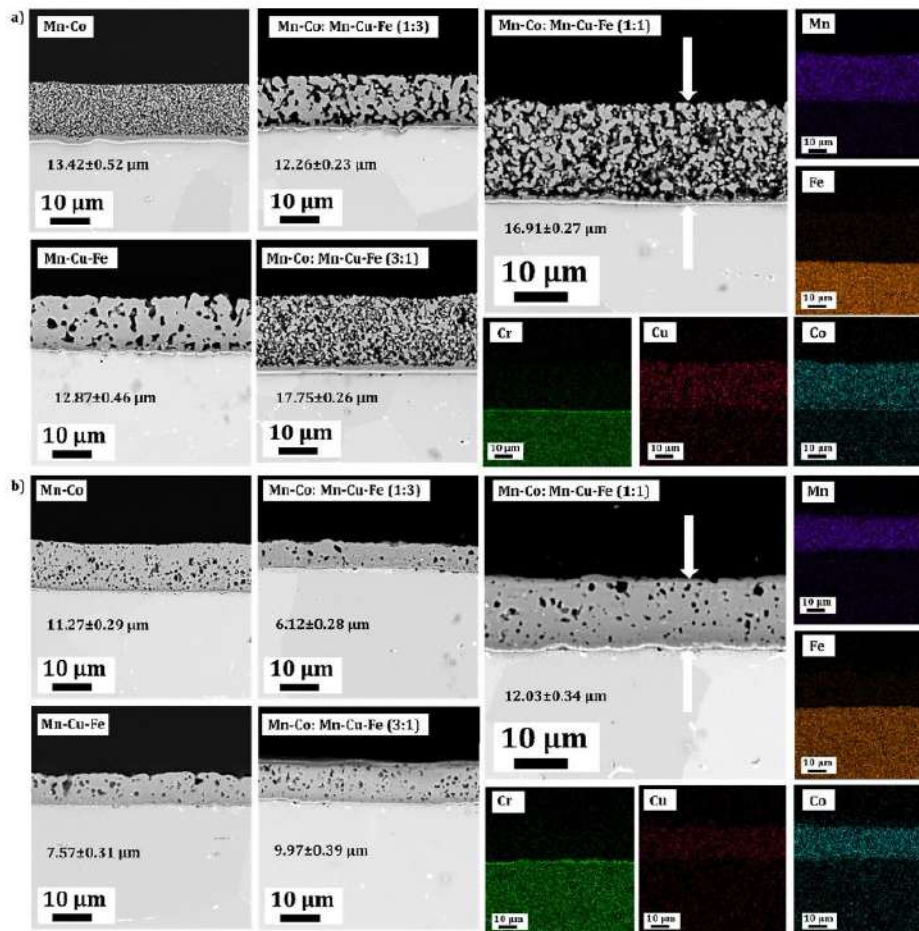 a)
Mn-Co
13.42±0.52 μm
10 μm
Mn-Co: Mn-Cu-Fe (1:3)
12.26±0.23 μm
10 μm
Mn-Co: Mn-Cu-Fe (1:1)
16.91±0.27 μm
10 μm
Mn
10 μm
Fe
10 μm
Mn-Cu-Fe
12.87±0.46 μm
10 μm
Mn-Co: Mn-Cu-Fe (3:1)
17.75±0.26 μm
10 μm
Cr
10 μm
Cu
10 μm
Co
10 μm
b)
Mn-Co
11.27±0.29 μm
10 μm
Mn-Co: Mn-Cu-Fe (1:3)
6.12±0.28 μm
10 μm
Mn-Co: Mn-Cu-Fe (1:1)
12.03±0.34 μm
10 μm
Mn
10 μm
Fe
10 μm
Mn-Cu-Fe
7.57±0.31 μm
10 μm
Mn-Co: Mn-Cu-Fe (3:1)
9.97±0.39 μm
10 μm
Cr
10 μm
Cu
10 μm
Co
10 μm